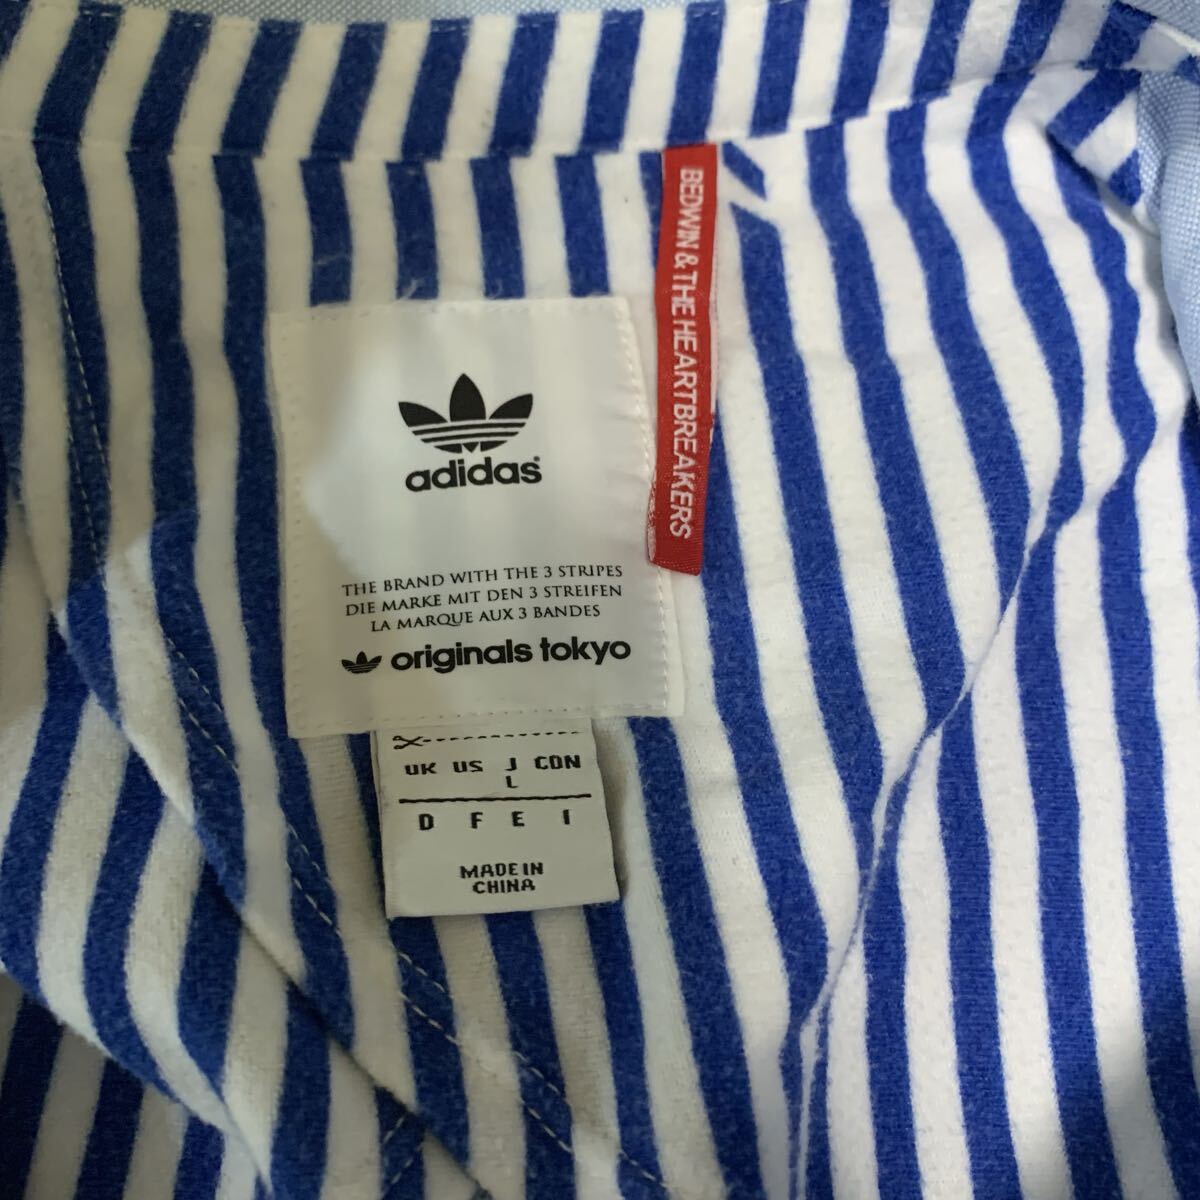 adidas
THE BRAND WITH THE 3 STRIPES
DIE MARKE MIT DEN 3 STREIFEN
LA MARQUE AUX 3 BANDES
originals tokyo
BEDWIN & THE HEARTBREAKERS
UK US J CDN
L
D F E I
MADE IN
CHINA